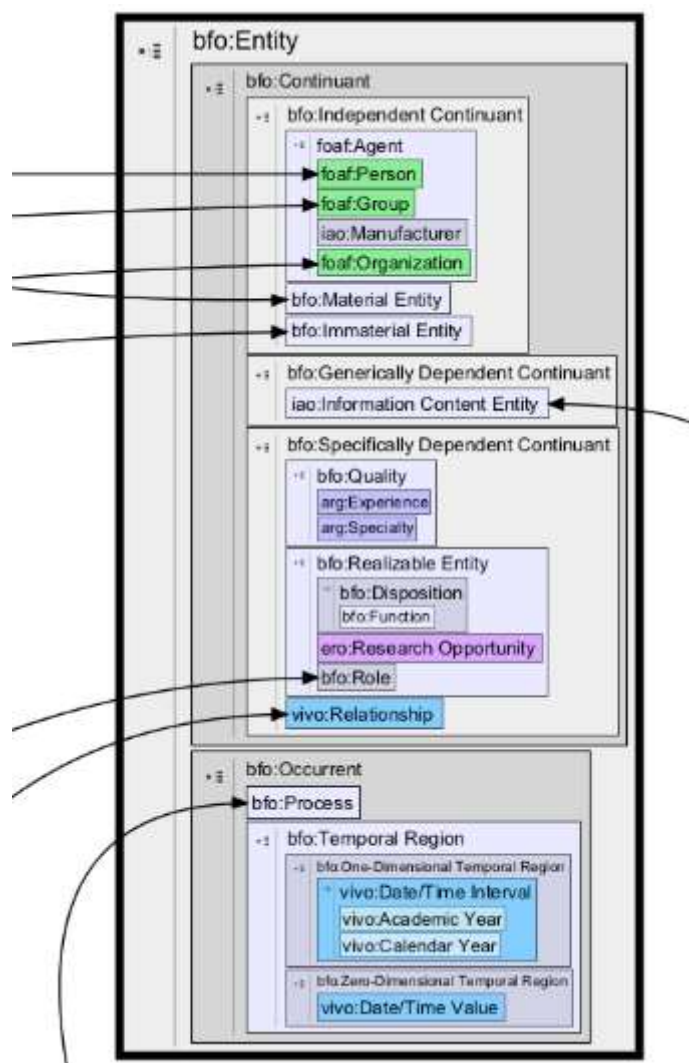 bfo:Entity
bfo:Continuant
bfo:Independent Continuant
foaf:Agent
foaf:Person
foaf:Group
iao:Manufacturer
foaf:Organization
bfo:Material Entity
bfo:Immaterial Entity
bfo:Generically Dependent Continuant
iao:Information Content Entity
bfo:Specifically Dependent Continuant
bfo:Quality
arg:Experience
arg:Specialty
bfo:Realizable Entity
bfo:Disposition
bfo:Function
ero:Research Opportunity
bfo:Role
vivo:Relationship
bfo:Occurrent
bfo:Process
bfo:Temporal Region
bfo:One-Dimensional Temporal Region
vivo:Date/Time Interval
vivo:Academic Year
vivo:Calendar Year
bfo:Zero-Dimensional Temporal Region
vivo:Date/Time Value